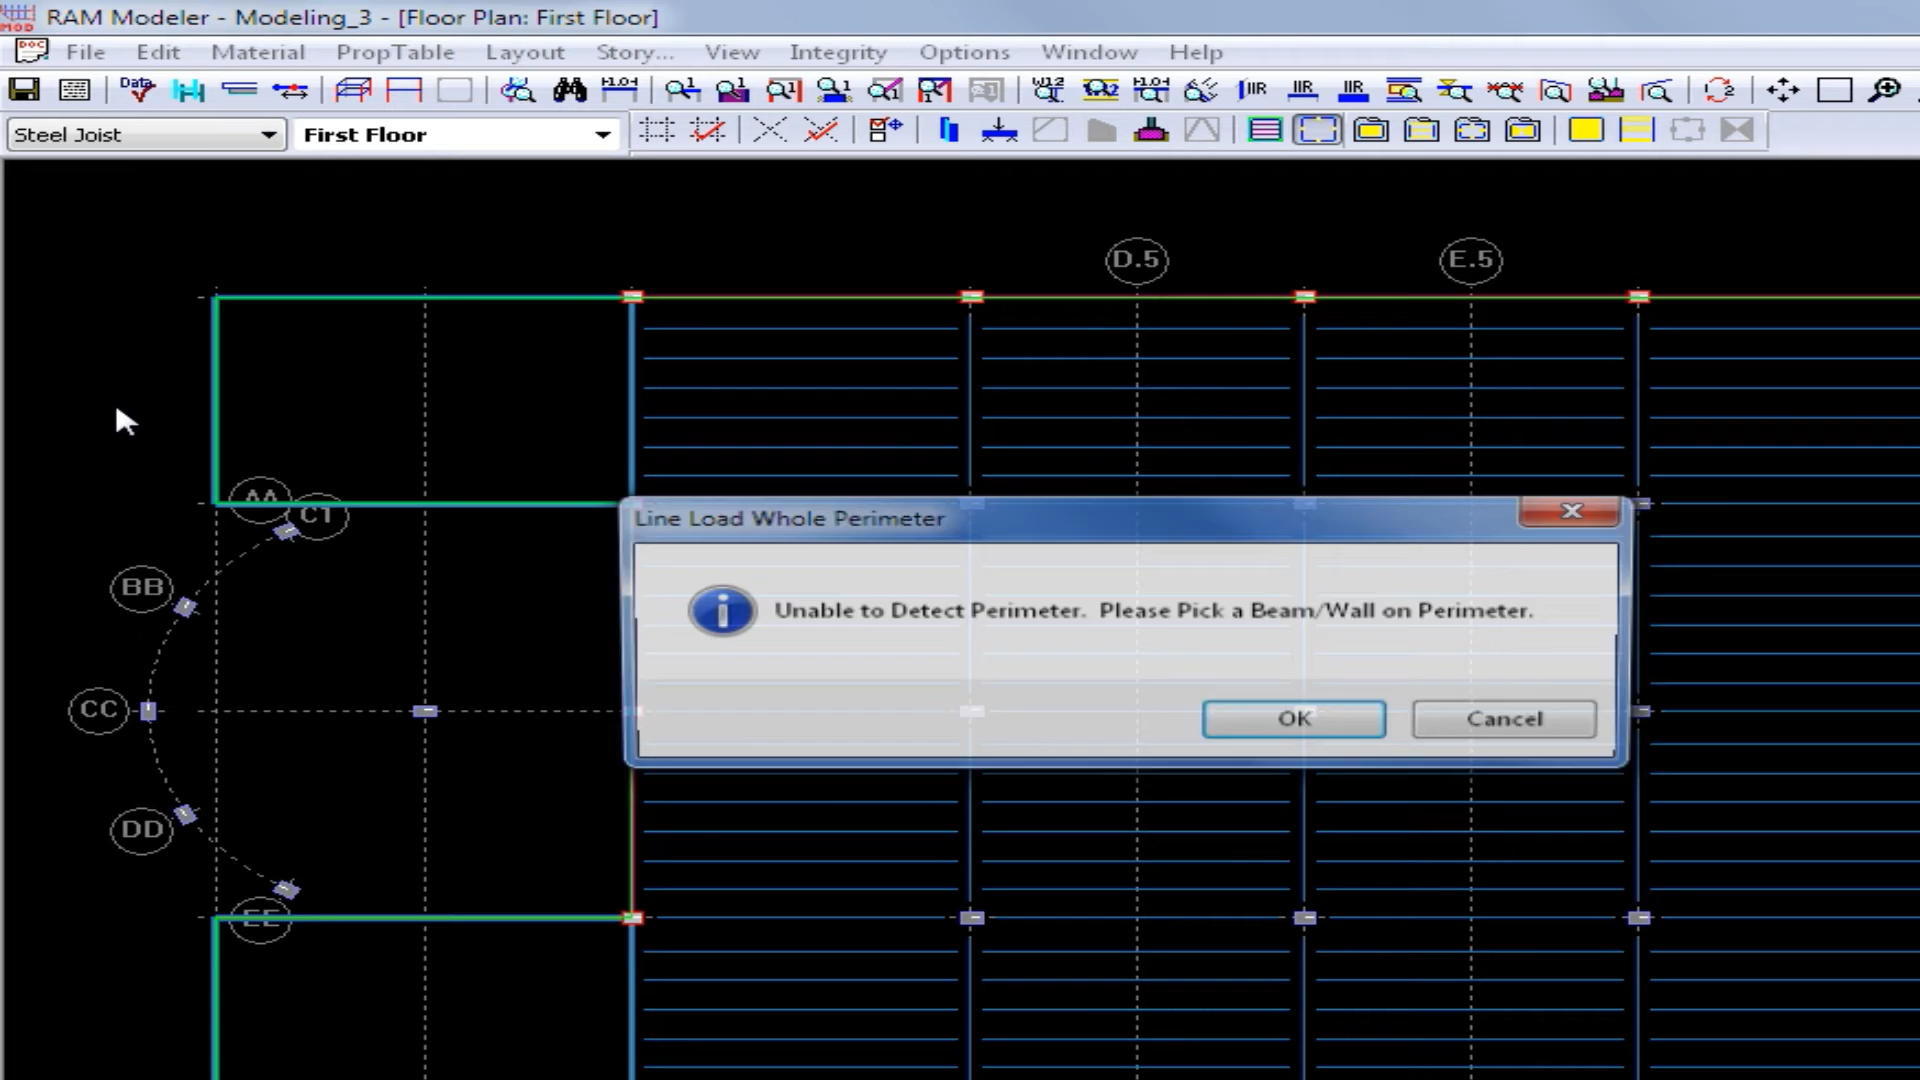 RAM Modeler - Modeling_3 - [Floor Plan: First Floor]
File Edit Material PropTable Layout Story... View Integrity Options Window Help
Steel Joist First Floor
D.5 E.5
AA C1
BB
CC
DD
EE
Line Load Whole Perimeter
Unable to Detect Perimeter. Please Pick a Beam/Wall on Perimeter.
OK Cancel